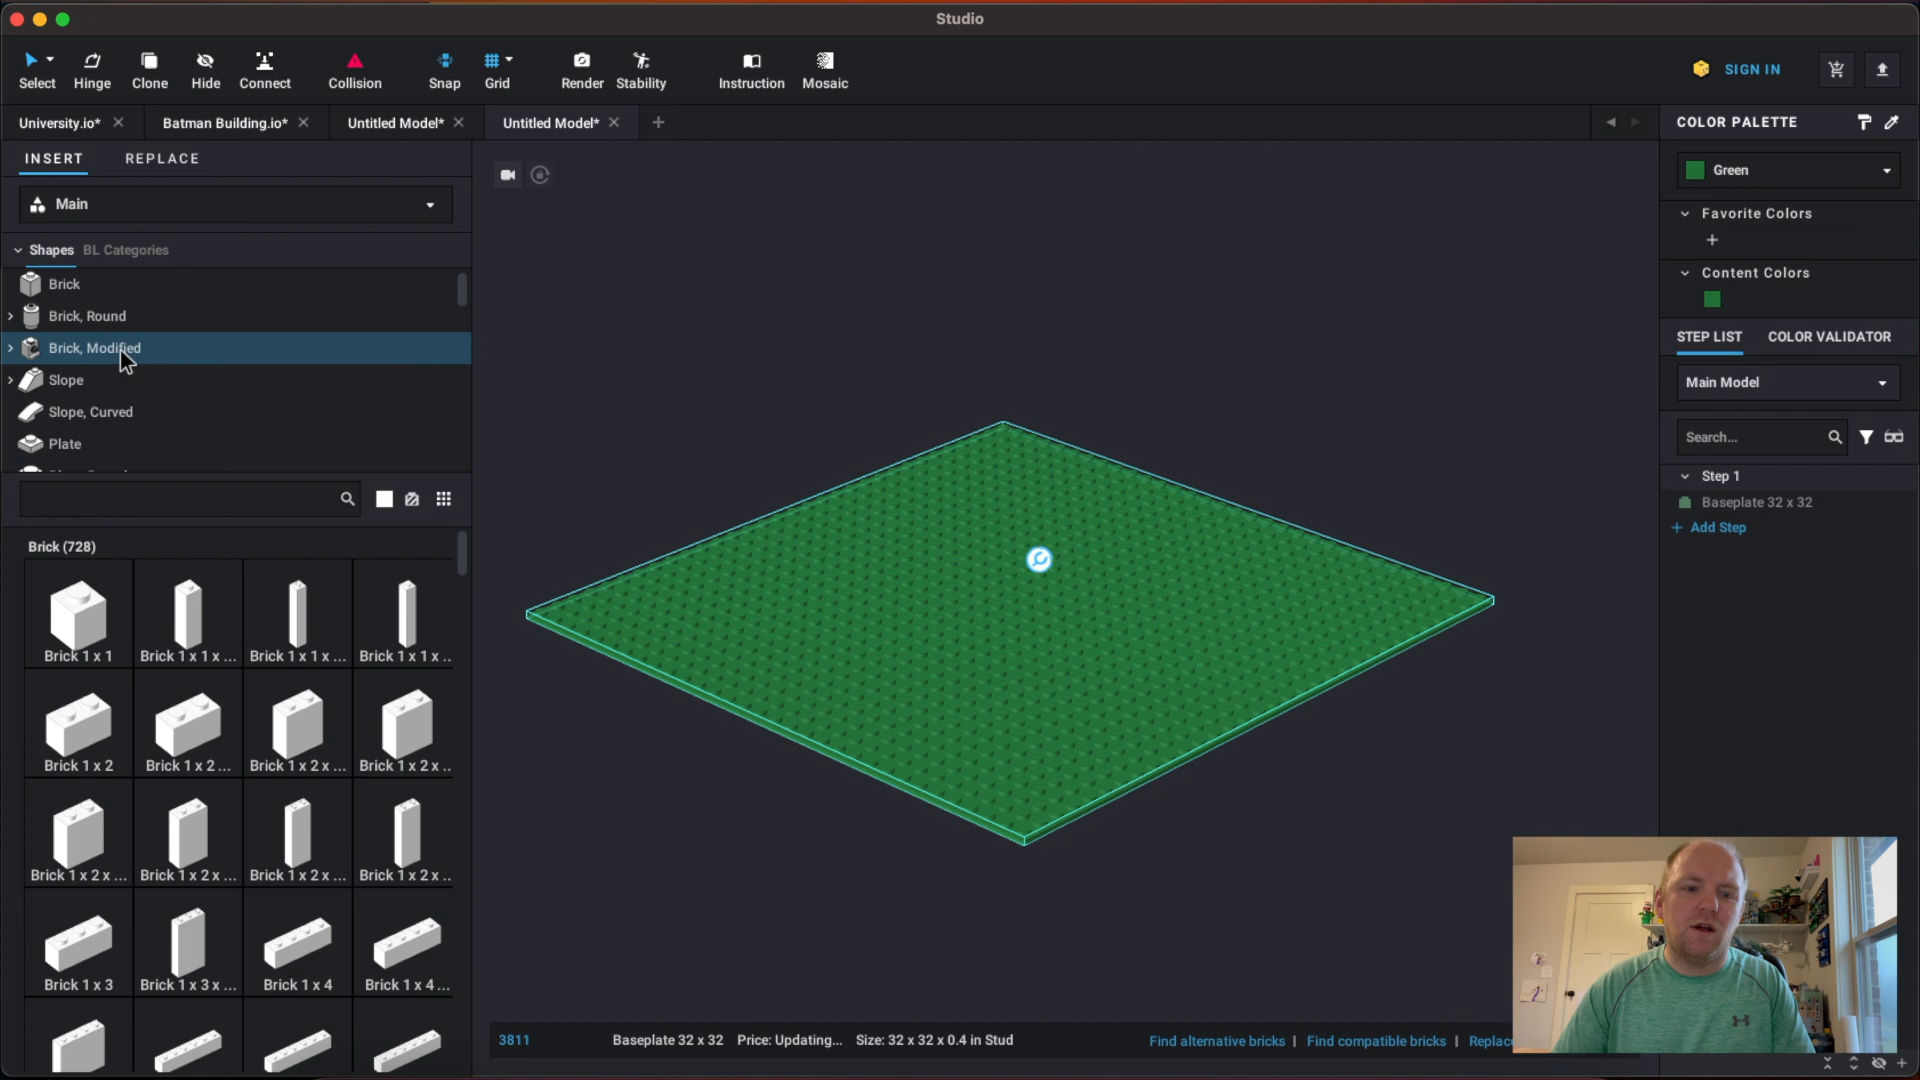 Studio
Select Hinge Clone Hide Connect Collision Snap Grid Render Stability Instruction Mosaic SIGN IN
University.io* Batman Building.io* Untitled Model* Untitled Model* COLOR PALETTE
INSERT REPLACE
Green
Main
Favorite Colors
Shapes BL Categories
Content Colors
Brick
Brick, Round
STEP LIST COLOR VALIDATOR
Brick, Modified
Slope
Main Model
Slope, Curved
Plate
Search...
Step 1
Baseplate 32 x 32
Add Step
Brick (728)
Brick 1 x 1 Brick 1 x 1 x ... Brick 1 x 1 x ... Brick 1 x 1 x ..
Brick 1 x 2 Brick 1 x 2 ... Brick 1 x 2 x ... Brick 1 x 2 x ..
Brick 1 x 2 x ... Brick 1 x 2 x ... Brick 1 x 2 x ... Brick 1 x 2 x ..
Brick 1 x 3 Brick 1 x 3 x ... Brick 1 x 4 Brick 1 x 4 ...
3811 Baseplate 32 x 32 Price: Updating... Size: 32 x 32 x 0.4 in Stud Find alternative bricks | Find compatible bricks |